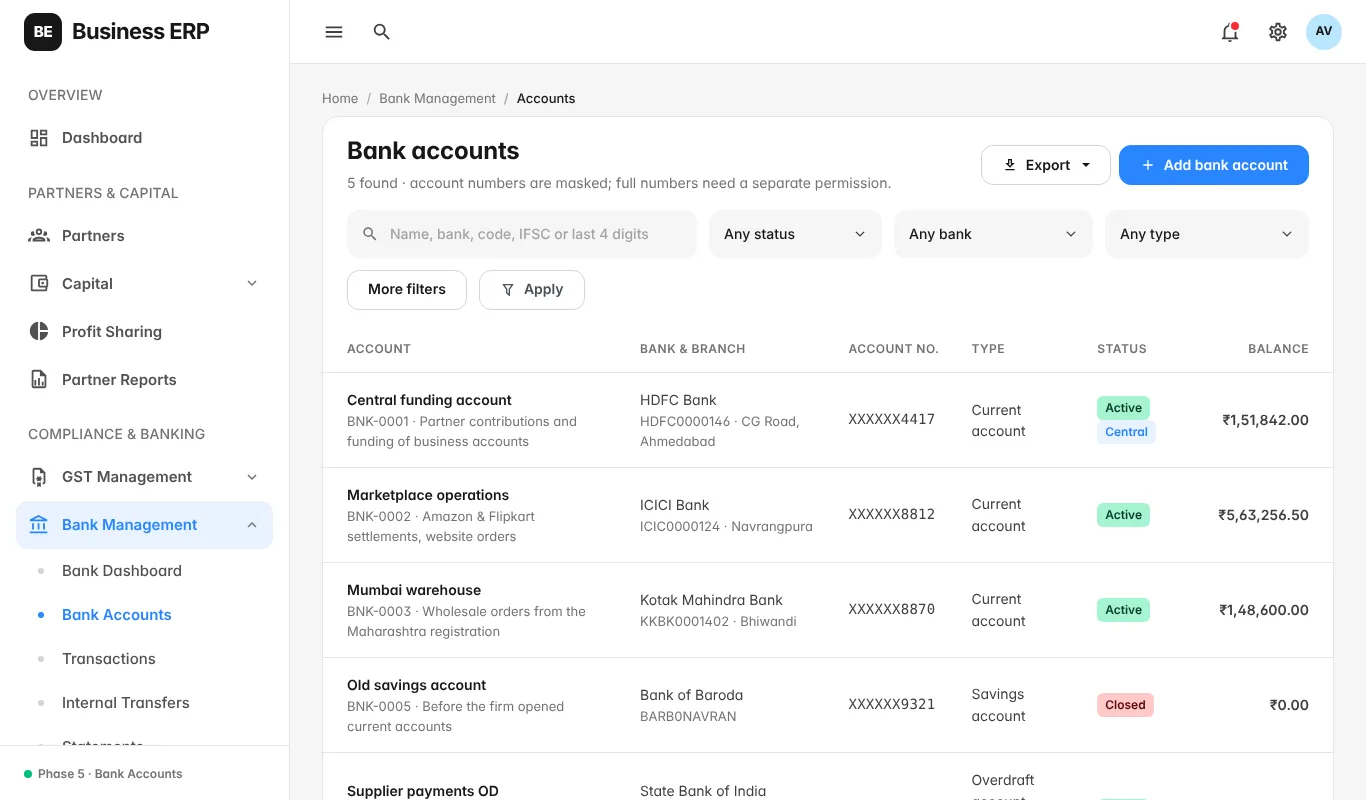 BE Business ERP
AV
OVERVIEW
Dashboard
PARTNERS & CAPITAL
Partners
Capital
Profit Sharing
Partner Reports
COMPLIANCE & BANKING
GST Management
Bank Management
Bank Dashboard
Bank Accounts
Transactions
Internal Transfers
Statements
Phase 5 · Bank Accounts
Home / Bank Management / Accounts
Bank accounts
5 found · account numbers are masked; full numbers need a separate permission.
Export
+ Add bank account
Name, bank, code, IFSC or last 4 digits
Any status
Any bank
Any type
More filters
Apply
ACCOUNT BANK & BRANCH ACCOUNT NO. TYPE STATUS BALANCE
Central funding account
BNK-0001 · Partner contributions and
funding of business accounts
HDFC Bank
HDFC0000146 · CG Road,
Ahmedabad
XXXXXX4417
Current
account
Active
Central
₹1,51,842.00
Marketplace operations
BNK-0002 · Amazon & Flipkart
settlements, website orders
ICICI Bank
ICIC0000124 · Navrangpura
XXXXXX8812
Current
account
Active
₹5,63,256.50
Mumbai warehouse
BNK-0003 · Wholesale orders from the
Maharashtra registration
Kotak Mahindra Bank
KKBK0001402 · Bhiwandi
XXXXXX8870
Current
account
Active
₹1,48,600.00
Old savings account
BNK-0005 · Before the firm opened
current accounts
Bank of Baroda
BARB0NAVRAN
XXXXXX9321
Savings
account
Closed
₹0.00
Supplier payments OD
State Bank of India
Overdraft
account